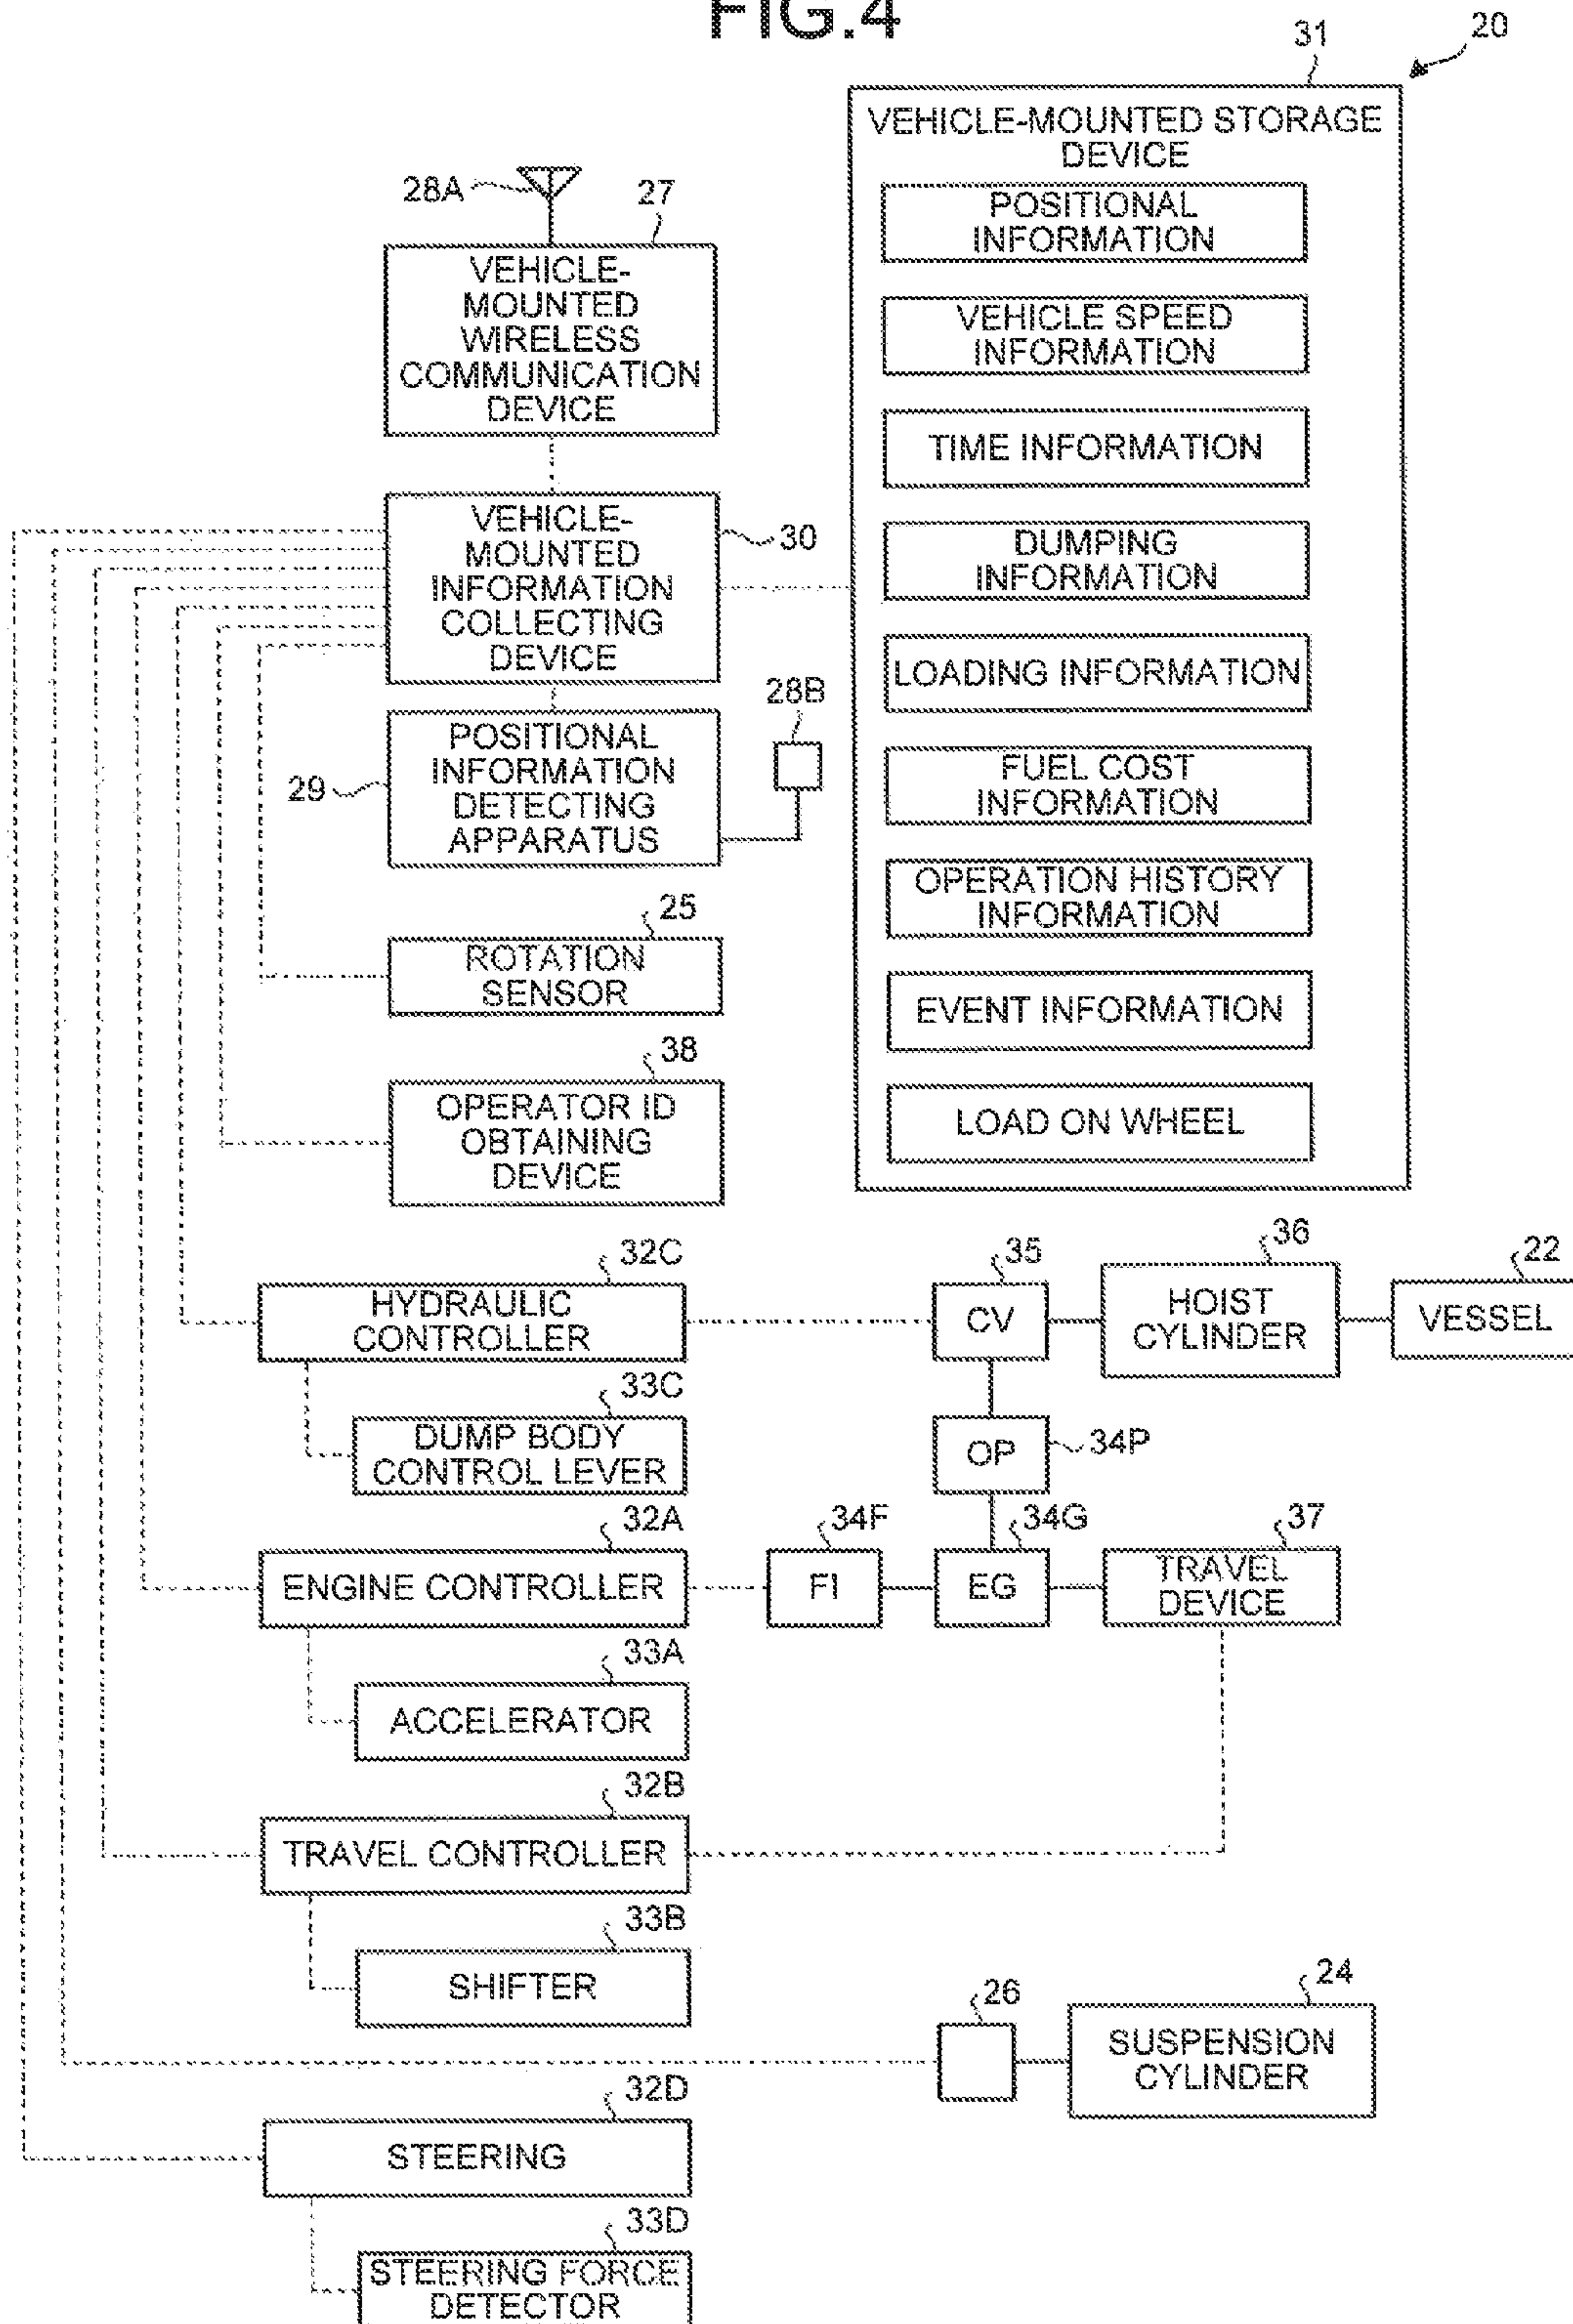 FIG.4
20
31
VEHICLE-MOUNTED STORAGE
DEVICE
POSITIONAL
INFORMATION
VEHICLE SPEED
INFORMATION
TIME INFORMATION
DUMPING
INFORMATION
LOADING INFORMATION
FUEL COST
INFORMATION
OPERATION HISTORY
INFORMATION
EVENT INFORMATION
LOAD ON WHEEL
28A
27
VEHICLE-
MOUNTED
WIRELESS
COMMUNICATION
DEVICE
VEHICLE-
MOUNTED
INFORMATION
COLLECTING
DEVICE
30
28B
29
POSITIONAL
INFORMATION
DETECTING
APPARATUS
25
ROTATION
SENSOR
38
OPERATOR ID
OBTAINING
DEVICE
32C
HYDRAULIC
CONTROLLER
35
CV
36
HOIST
CYLINDER
22
VESSEL
33C
DUMP BODY
CONTROL LEVER
OP
34P
32A
ENGINE CONTROLLER
34F
FI
34G
EG
37
TRAVEL
DEVICE
33A
ACCELERATOR
32B
TRAVEL CONTROLLER
33B
SHIFTER
26
24
SUSPENSION
CYLINDER
32D
STEERING
33D
STEERING FORCE
DETECTOR